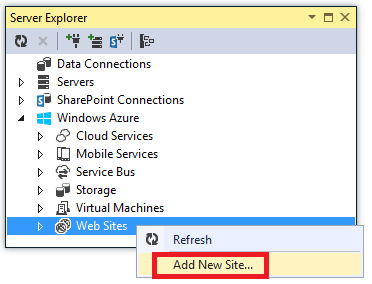 Server Explorer
Data Connections
Servers
SharePoint Connections
Windows Azure
Cloud Services
Mobile Services
Service Bus
Storage
Virtual Machines
Web Sites
Refresh
Add New Site...